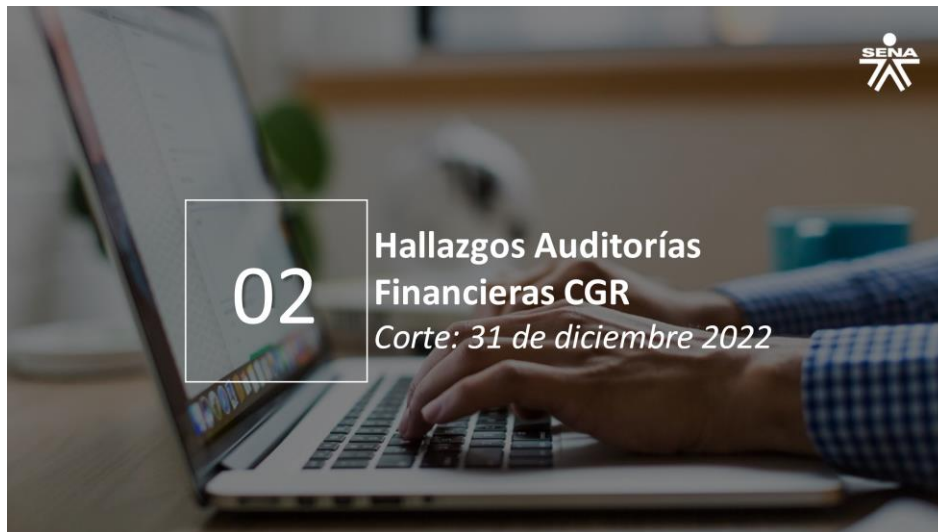 SENA
02
Hallazgos Auditorías
Financieras CGR
Corte: 31 de diciembre 2022